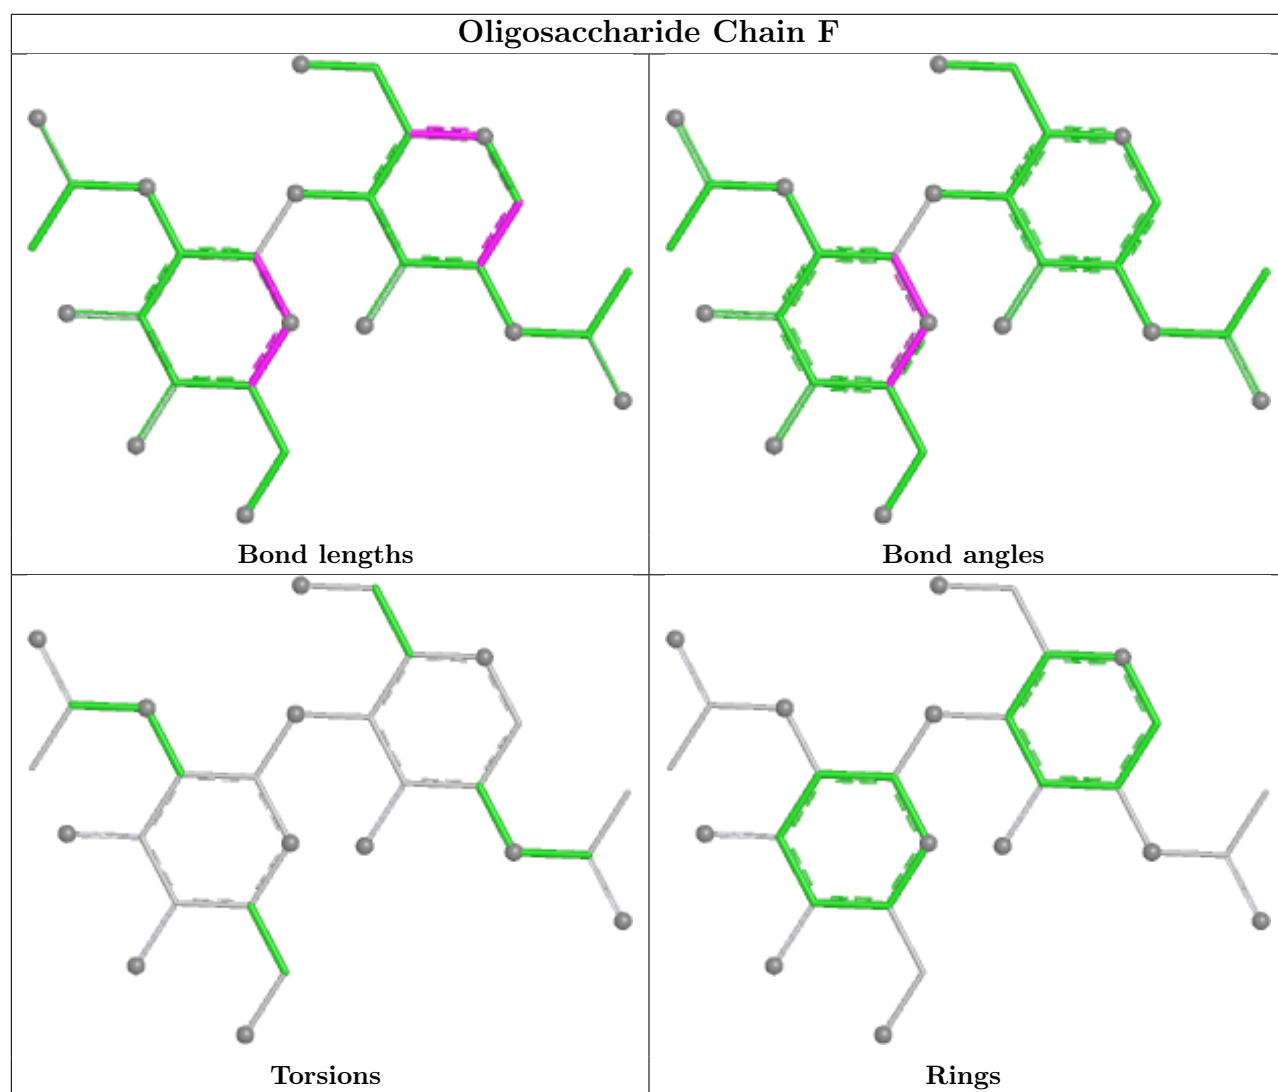 Oligosaccharide Chain F
Bond lengths
Bond angles
Torsions
Rings